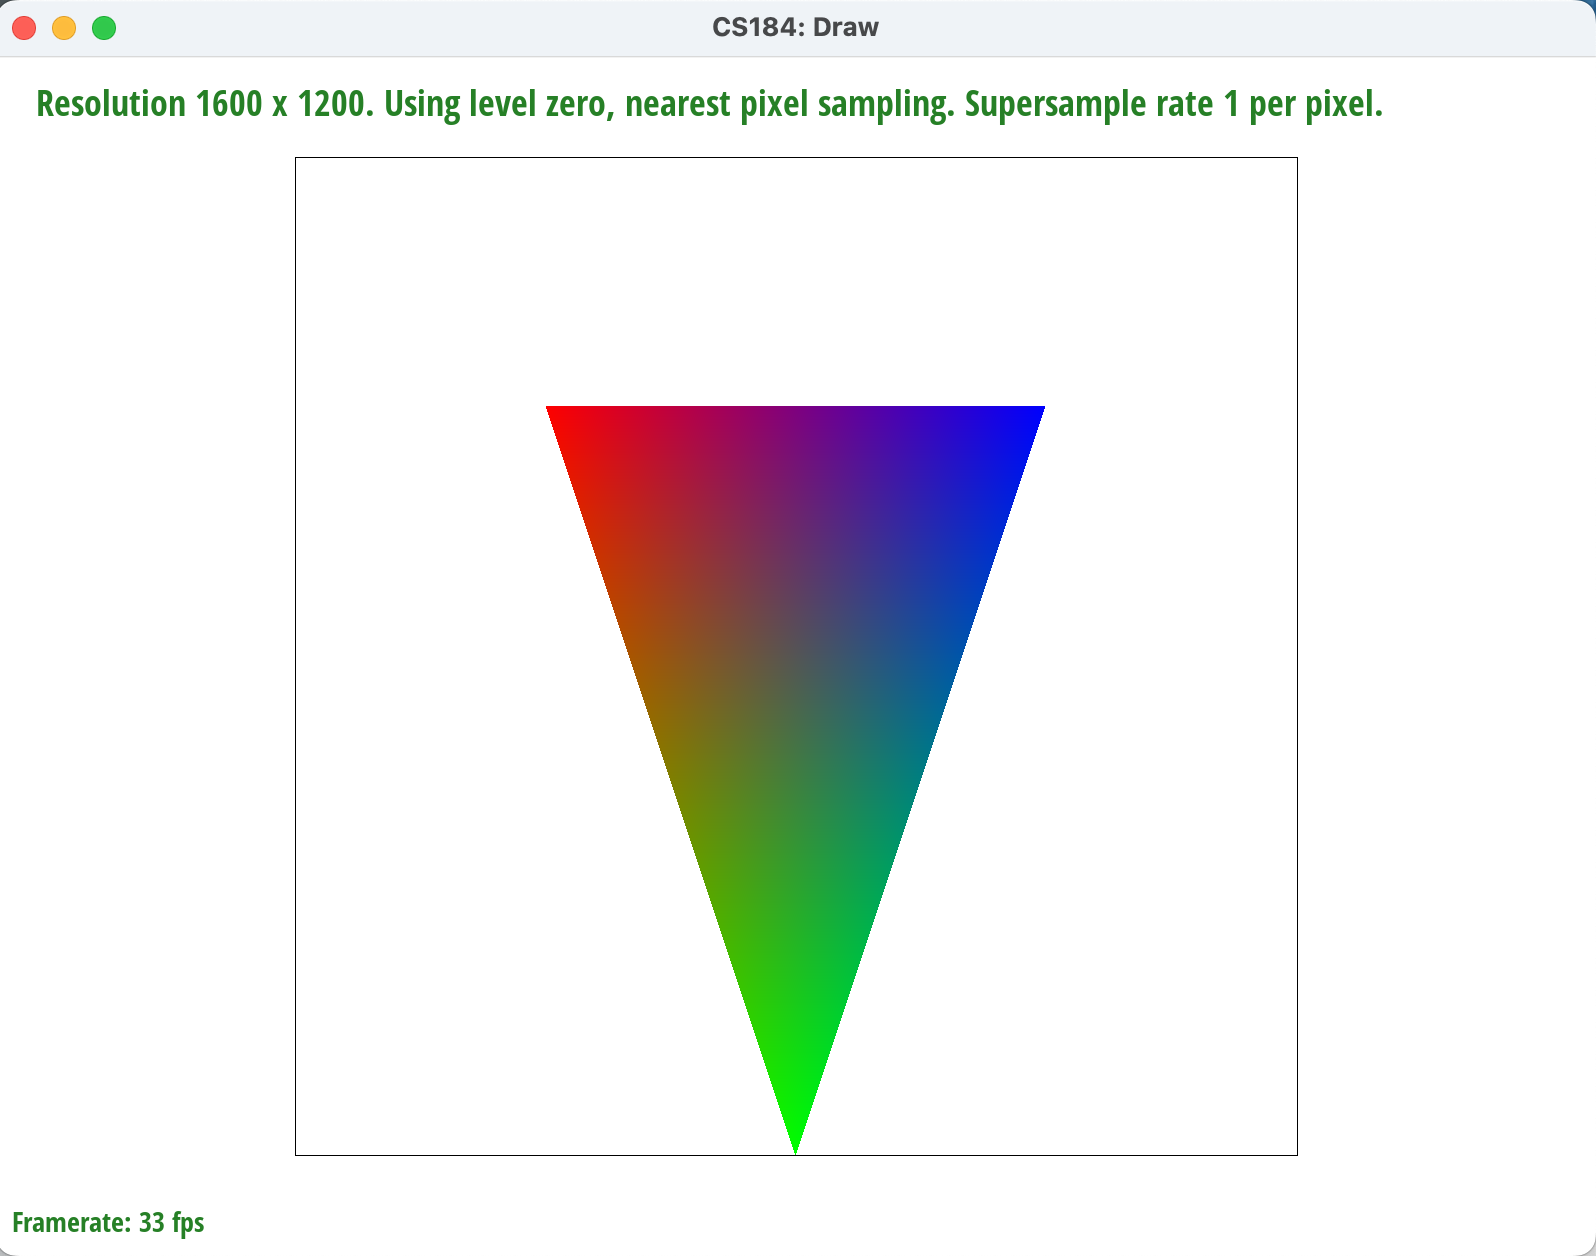 CS184: Draw
Resolution 1600 x 1200. Using level zero, nearest pixel sampling. Supersample rate 1 per pixel.
Framerate: 33 fps